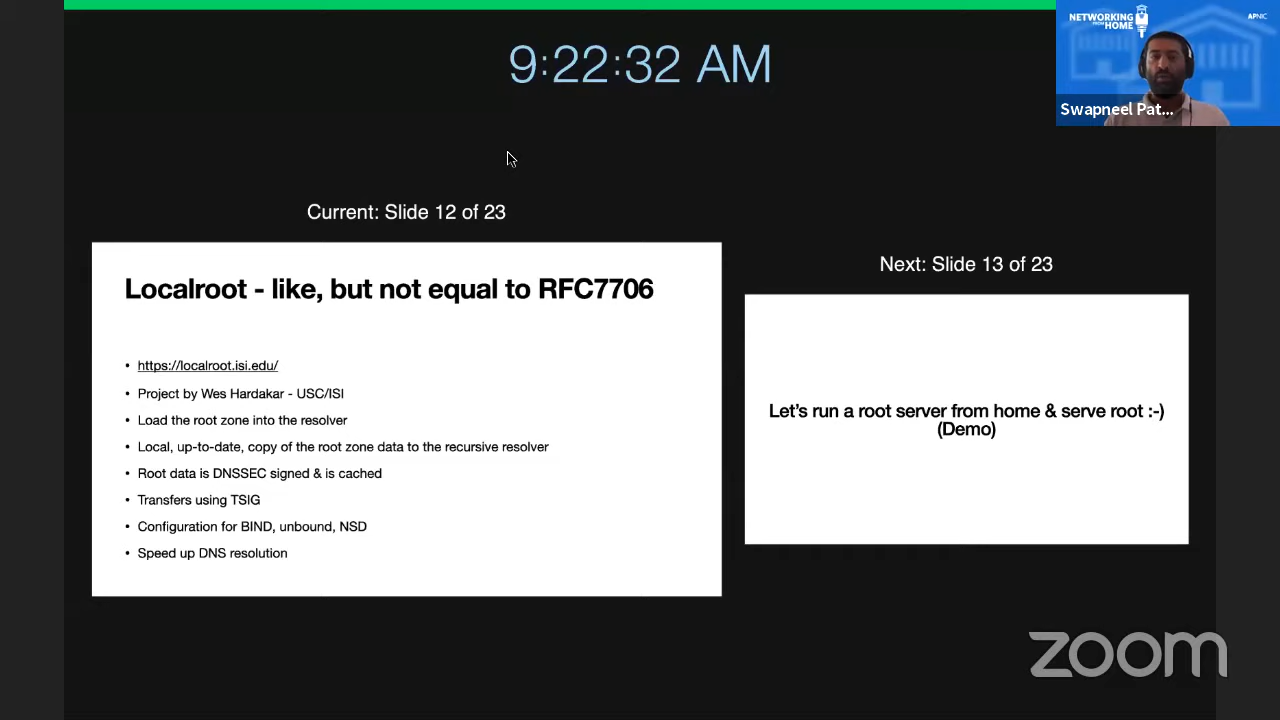 9:22:32 AM
NETWORKING
FROM
HOME
APNIC
Swapneel Pat...
Current: Slide 12 of 23
Localroot - like, but not equal to RFC7706
• https://localroot.isi.edu/
• Project by Wes Hardakar - USC/ISI
• Load the root zone into the resolver
• Local, up-to-date, copy of the root zone data to the recursive resolver
• Root data is DNSSEC signed & is cached
• Transfers using TSIG
• Configuration for BIND, unbound, NSD
• Speed up DNS resolution
Next: Slide 13 of 23
Let's run a root server from home & serve root :-)
(Demo)
zoom